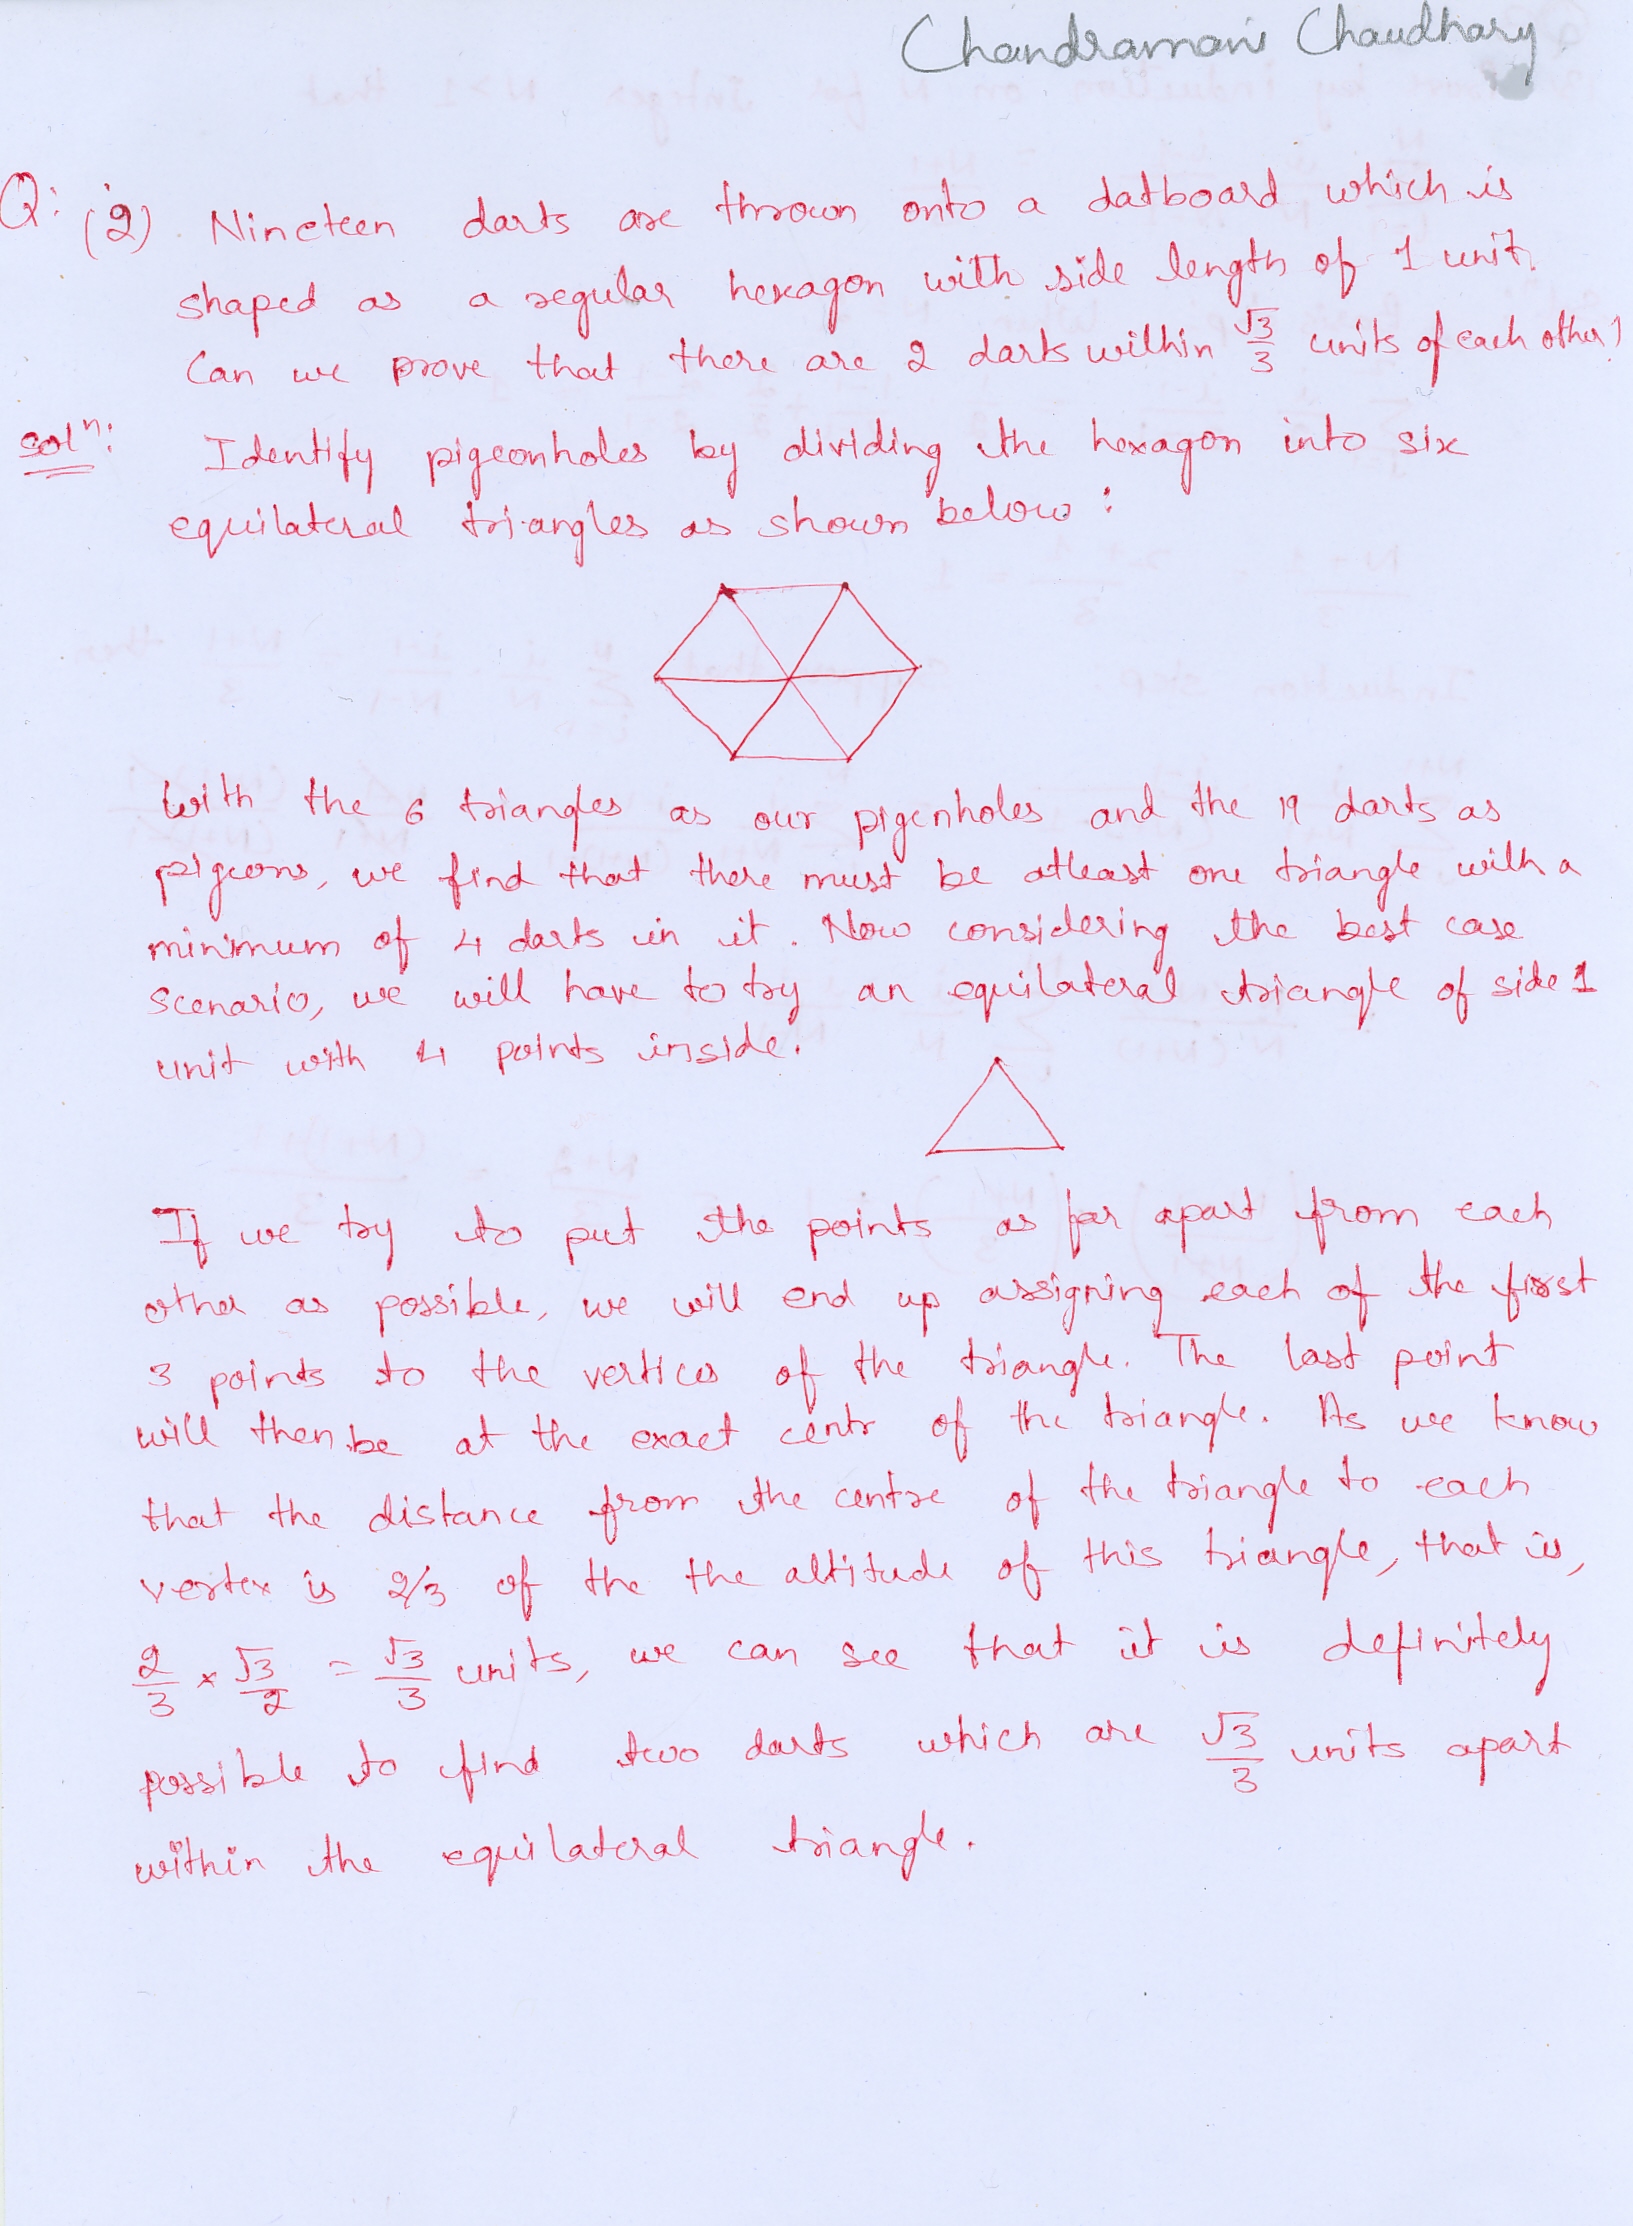 Chandramani Chaudhary
Q: (2) Nineteen darts are thrown onto a datboard which is
shaped as a regular hexagon with side length of 1 unit.
Can we prove that there are 2 darts within √3/3 units of each other?
Solⁿ: Identify pigeonholes by dividing the hexagon into six
equilateral triangles as shown below:
With the 6 triangles as our pigenholes and the 19 darts as
pigeons, we find that there must be atleast one triangle with a
minimum of 4 darts in it. Now considering the best case
scenario, we will have to try an equilateral triangle of side 1
unit with 4 points inside.
If we try to put the points as far apart from each
other as possible, we will end up assigning each of the first
3 points to the vertices of the triangle. The last point
will then be at the exact centr of the triangle. As we know
that the distance from the centre of the triangle to each
vertex is 2/3 of the the altitude of this triangle, that is,
2/3 × √3/2 = √3/3 units, we can see that it is definitely
possible to find two darts which are √3/3 units apart
within the equilateral triangle.